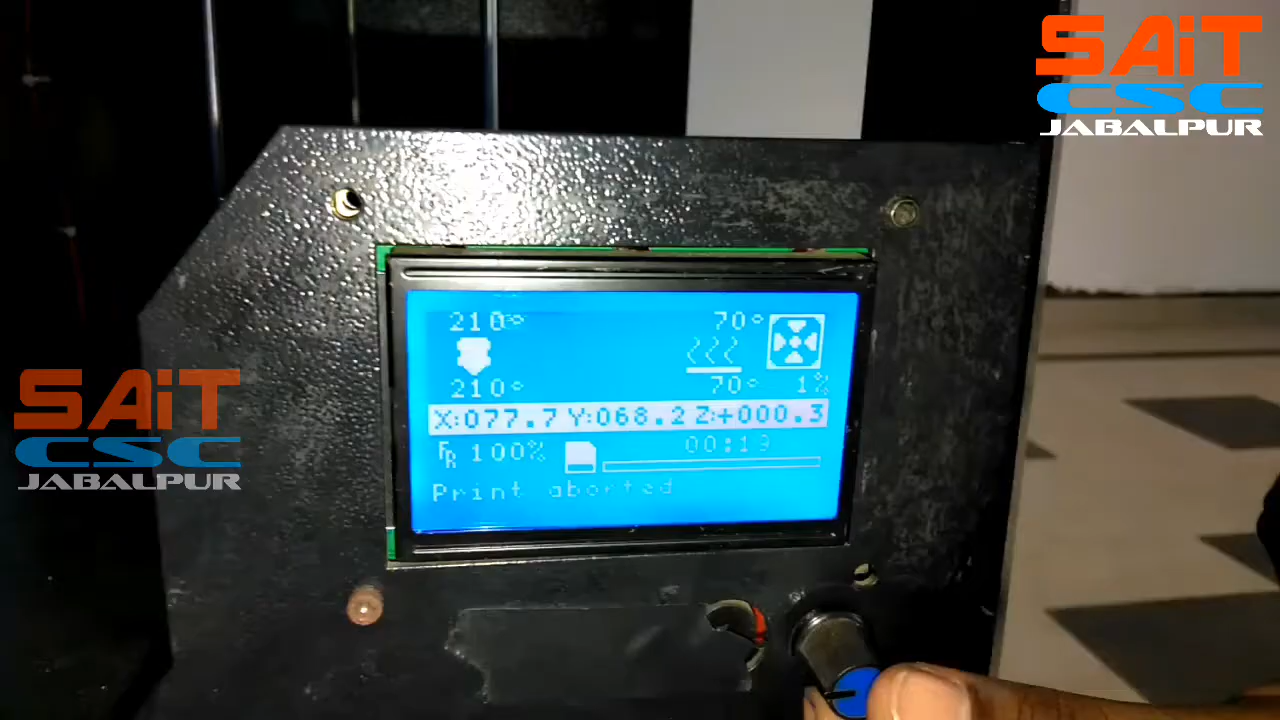 SAiT
CSC
JABALPUR
210° 70°
210° 70° 1%
X:077.7 Y:068.2 Z:+000.3
FR 100% 00:19
Print aborted
SAiT
CSC
JABALPUR